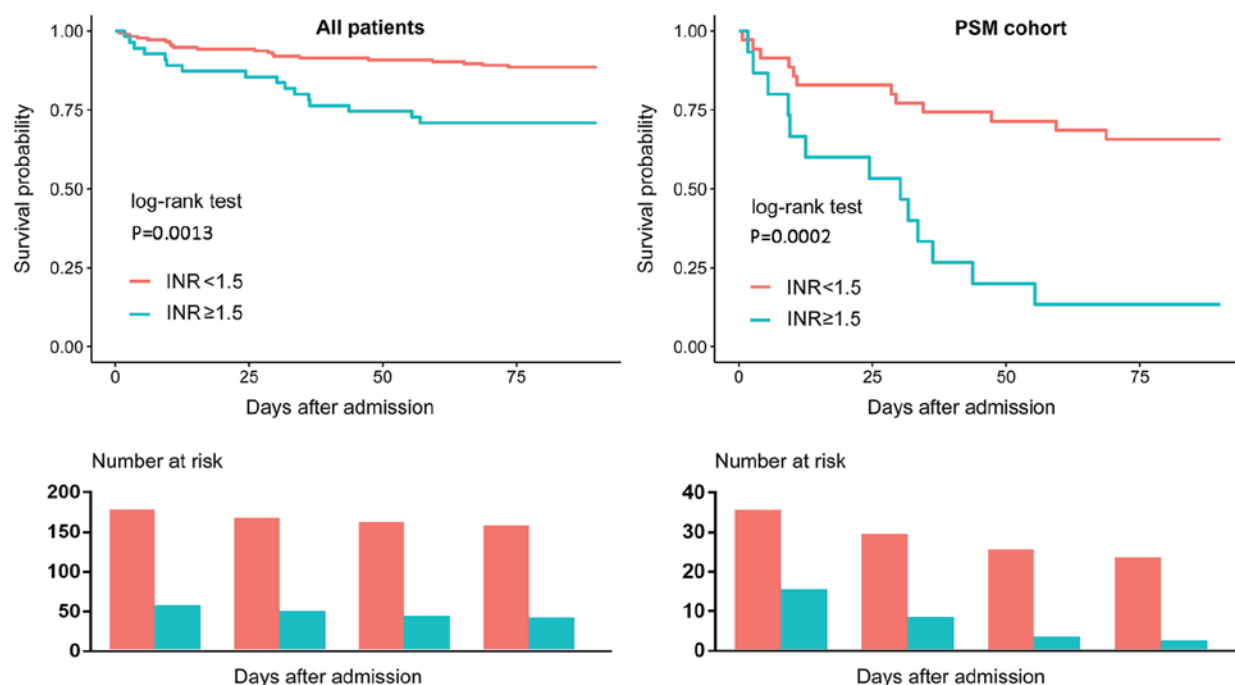 All patients
1.00
0.75
0.50
0.25
0.00
Survival probability
log-rank test
P=0.0013
INR<1.5
INR≥1.5
0
25
50
75
Days after admission
PSM cohort
1.00
0.75
0.50
0.25
0.00
Survival probability
log-rank test
P=0.0002
INR<1.5
INR≥1.5
0
25
50
75
Days after admission
Number at risk
200
150
100
50
0
Days after admission
Number at risk
40
30
20
10
0
Days after admission